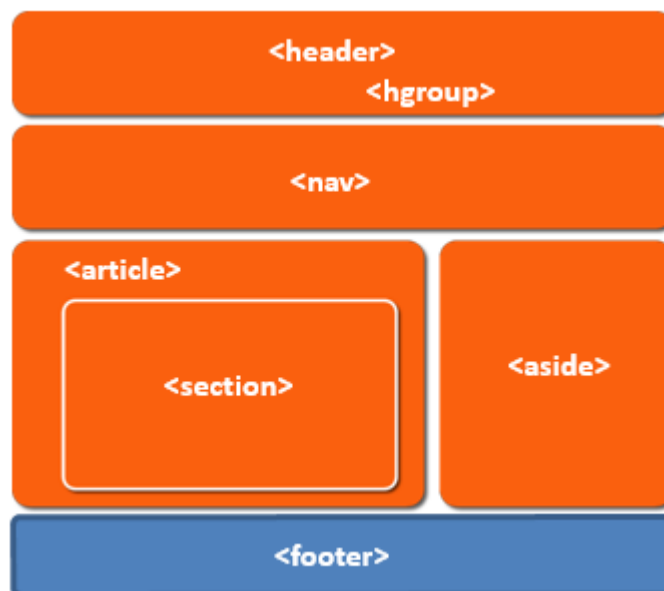 <header>
<hgroup>
<nav>
<article>
<section>
<aside>
<footer>